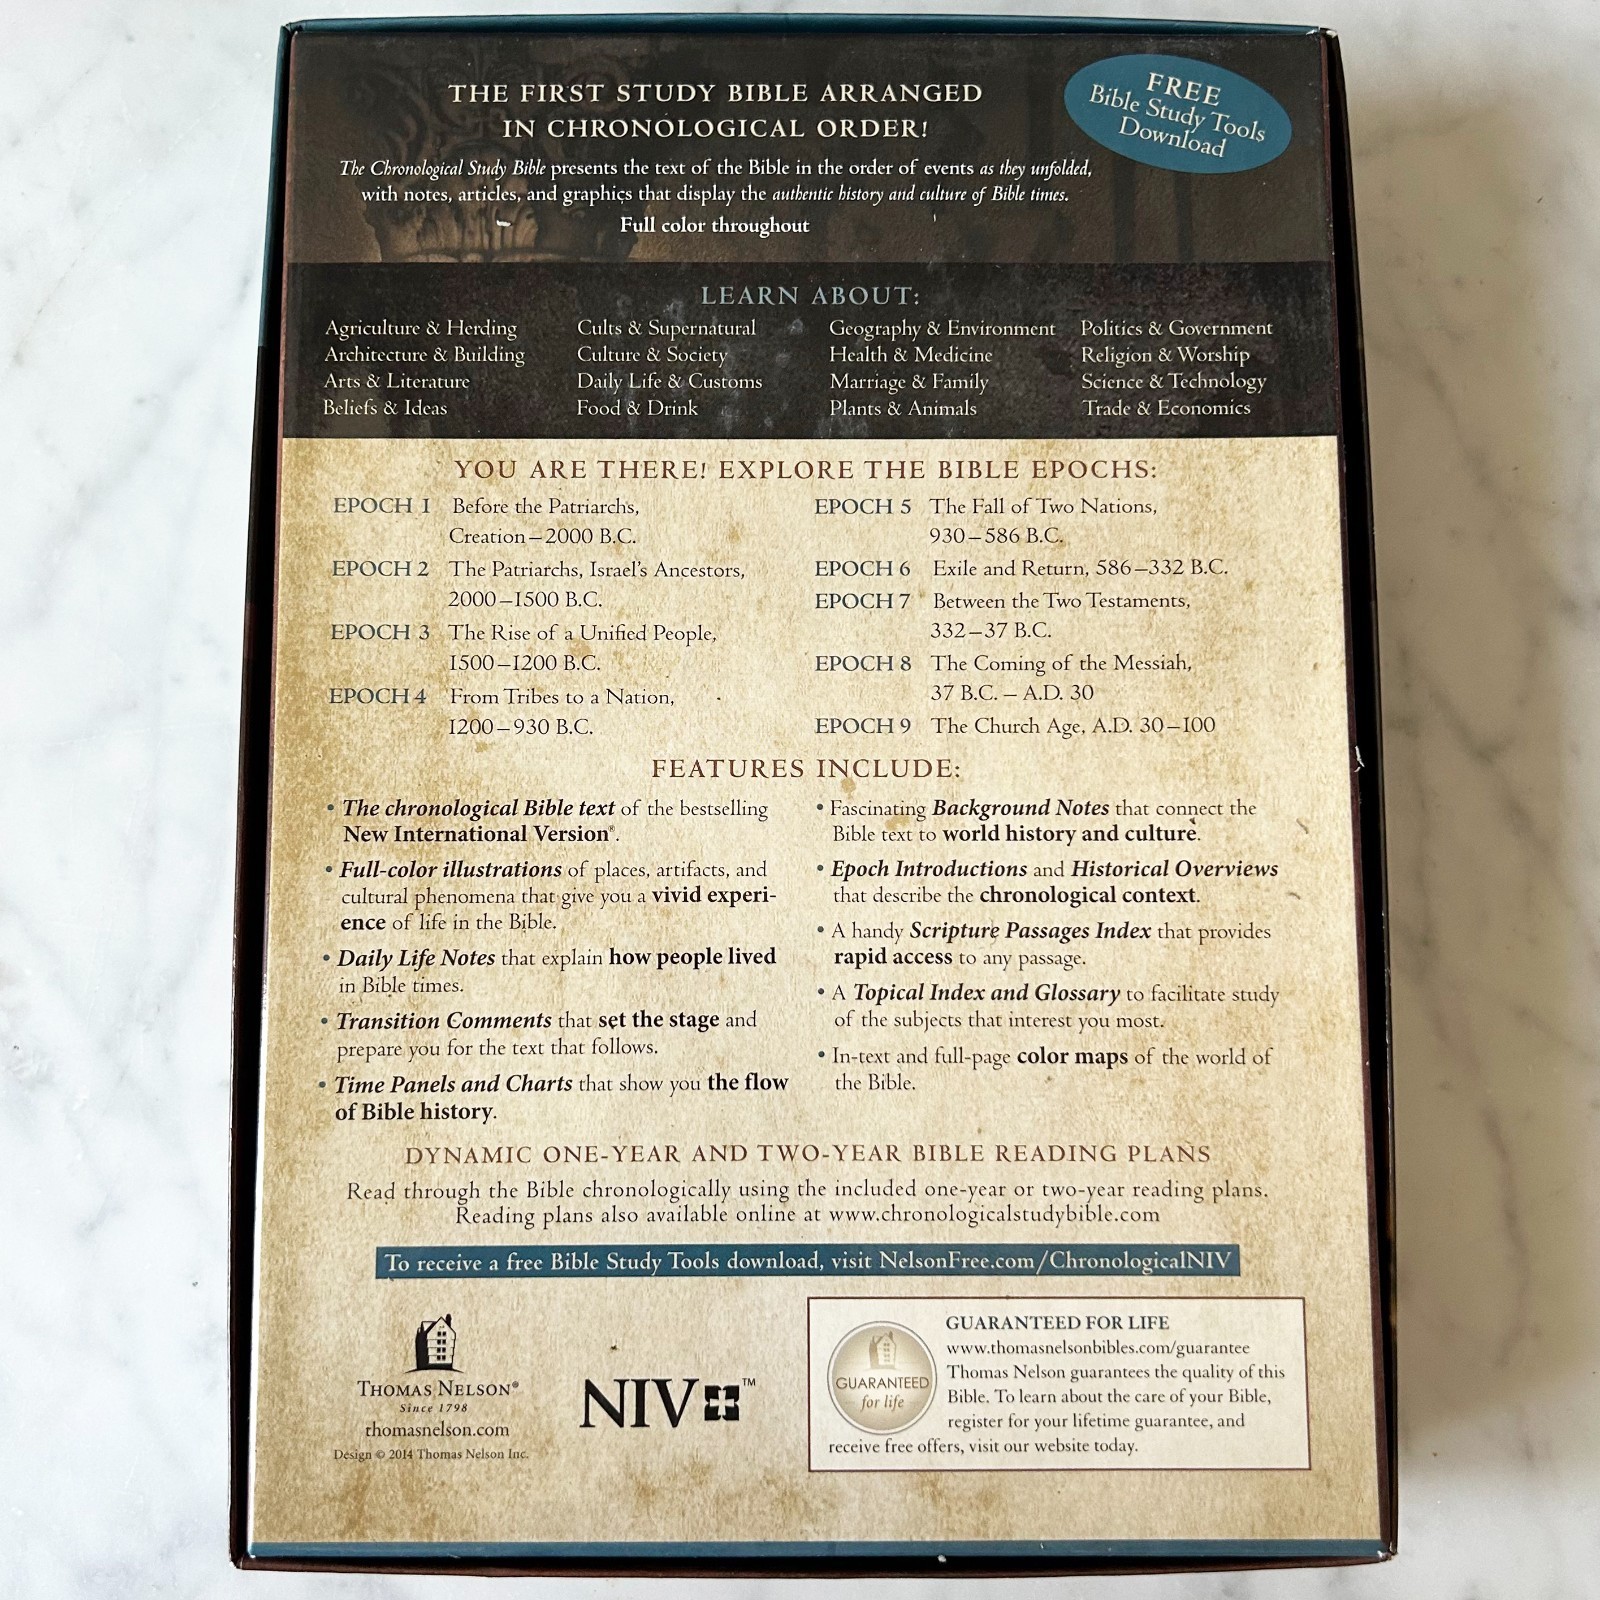 THE FIRST STUDY BIBLE ARRANGED
IN CHRONOLOGICAL ORDER!
FREE
Bible Study Tools
Download
The Chronological Study Bible presents the text of the Bible in the order of events as they unfolded,
with notes, articles, and graphics that display the authentic history and culture of Bible times.
Full color throughout
LEARN ABOUT:
Agriculture & Herding
Architecture & Building
Arts & Literature
Beliefs & Ideas
Cults & Supernatural
Culture & Society
Daily Life & Customs
Food & Drink
Geography & Environment
Health & Medicine
Marriage & Family
Plants & Animals
Politics & Government
Religion & Worship
Science & Technology
Trade & Economics
YOU ARE THERE! EXPLORE THE BIBLE EPOCHS:
EPOCH 1 Before the Patriarchs,
Creation–2000 B.C.
EPOCH 2 The Patriarchs, Israel's Ancestors,
2000–1500 B.C.
EPOCH 3 The Rise of a Unified People,
1500–1200 B.C.
EPOCH 4 From Tribes to a Nation,
1200–930 B.C.
EPOCH 5 The Fall of Two Nations,
930–586 B.C.
EPOCH 6 Exile and Return, 586–332 B.C.
EPOCH 7 Between the Two Testaments,
332–37 B.C.
EPOCH 8 The Coming of the Messiah,
37 B.C. – A.D. 30
EPOCH 9 The Church Age, A.D. 30–100
FEATURES INCLUDE:
• The chronological Bible text of the bestselling
New International Version®.
• Full-color illustrations of places, artifacts, and
cultural phenomena that give you a vivid experi-
ence of life in the Bible.
• Daily Life Notes that explain how people lived
in Bible times.
• Transition Comments that set the stage and
prepare you for the text that follows.
• Time Panels and Charts that show you the flow
of Bible history.
• Fascinating Background Notes that connect the
Bible text to world history and culture.
• Epoch Introductions and Historical Overviews
that describe the chronological context.
• A handy Scripture Passages Index that provides
rapid access to any passage.
• A Topical Index and Glossary to facilitate study
of the subjects that interest you most.
• In-text and full-page color maps of the world of
the Bible.
DYNAMIC ONE-YEAR AND TWO-YEAR BIBLE READING PLANS
Read through the Bible chronologically using the included one-year or two-year reading plans.
Reading plans also available online at www.chronologicalstudybible.com
To receive a free Bible Study Tools download, visit NelsonFree.com/ChronologicalNIV
THOMAS NELSON®
Since 1798
thomasnelson.com
Design © 2014 Thomas Nelson Inc.
NIV™
GUARANTEED
for life
GUARANTEED FOR LIFE
www.thomasnelsonbibles.com/guarantee
Thomas Nelson guarantees the quality of this
Bible. To learn about the care of your Bible,
register for your lifetime guarantee, and
receive free offers, visit our website today.